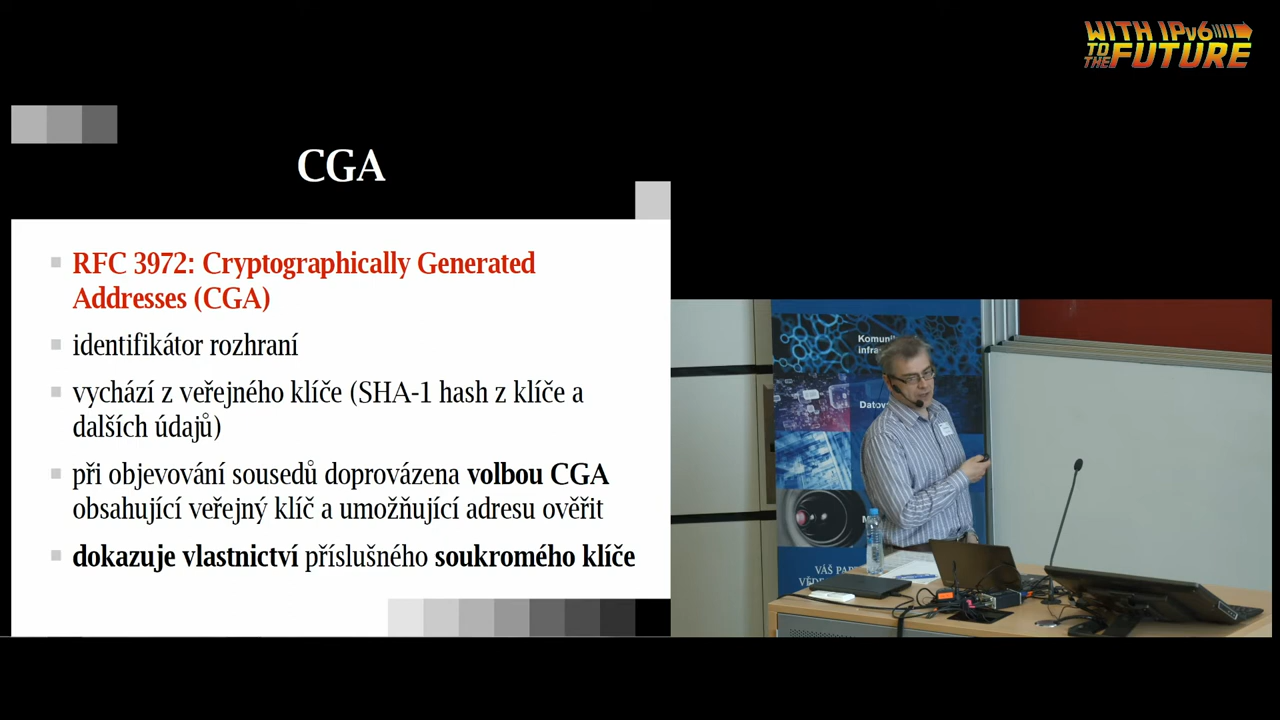 WITH IPv6
TO THE FUTURE
CGA
RFC 3972: Cryptographically Generated
Addresses (CGA)
identifikátor rozhraní
vychází z veřejného klíče (SHA-1 hash z klíče a
dalších údajů)
při objevování sousedů doprovázena volbou CGA
obsahující veřejný klíč a umožňující adresu ověřit
dokazuje vlastnictví příslušného soukromého klíče